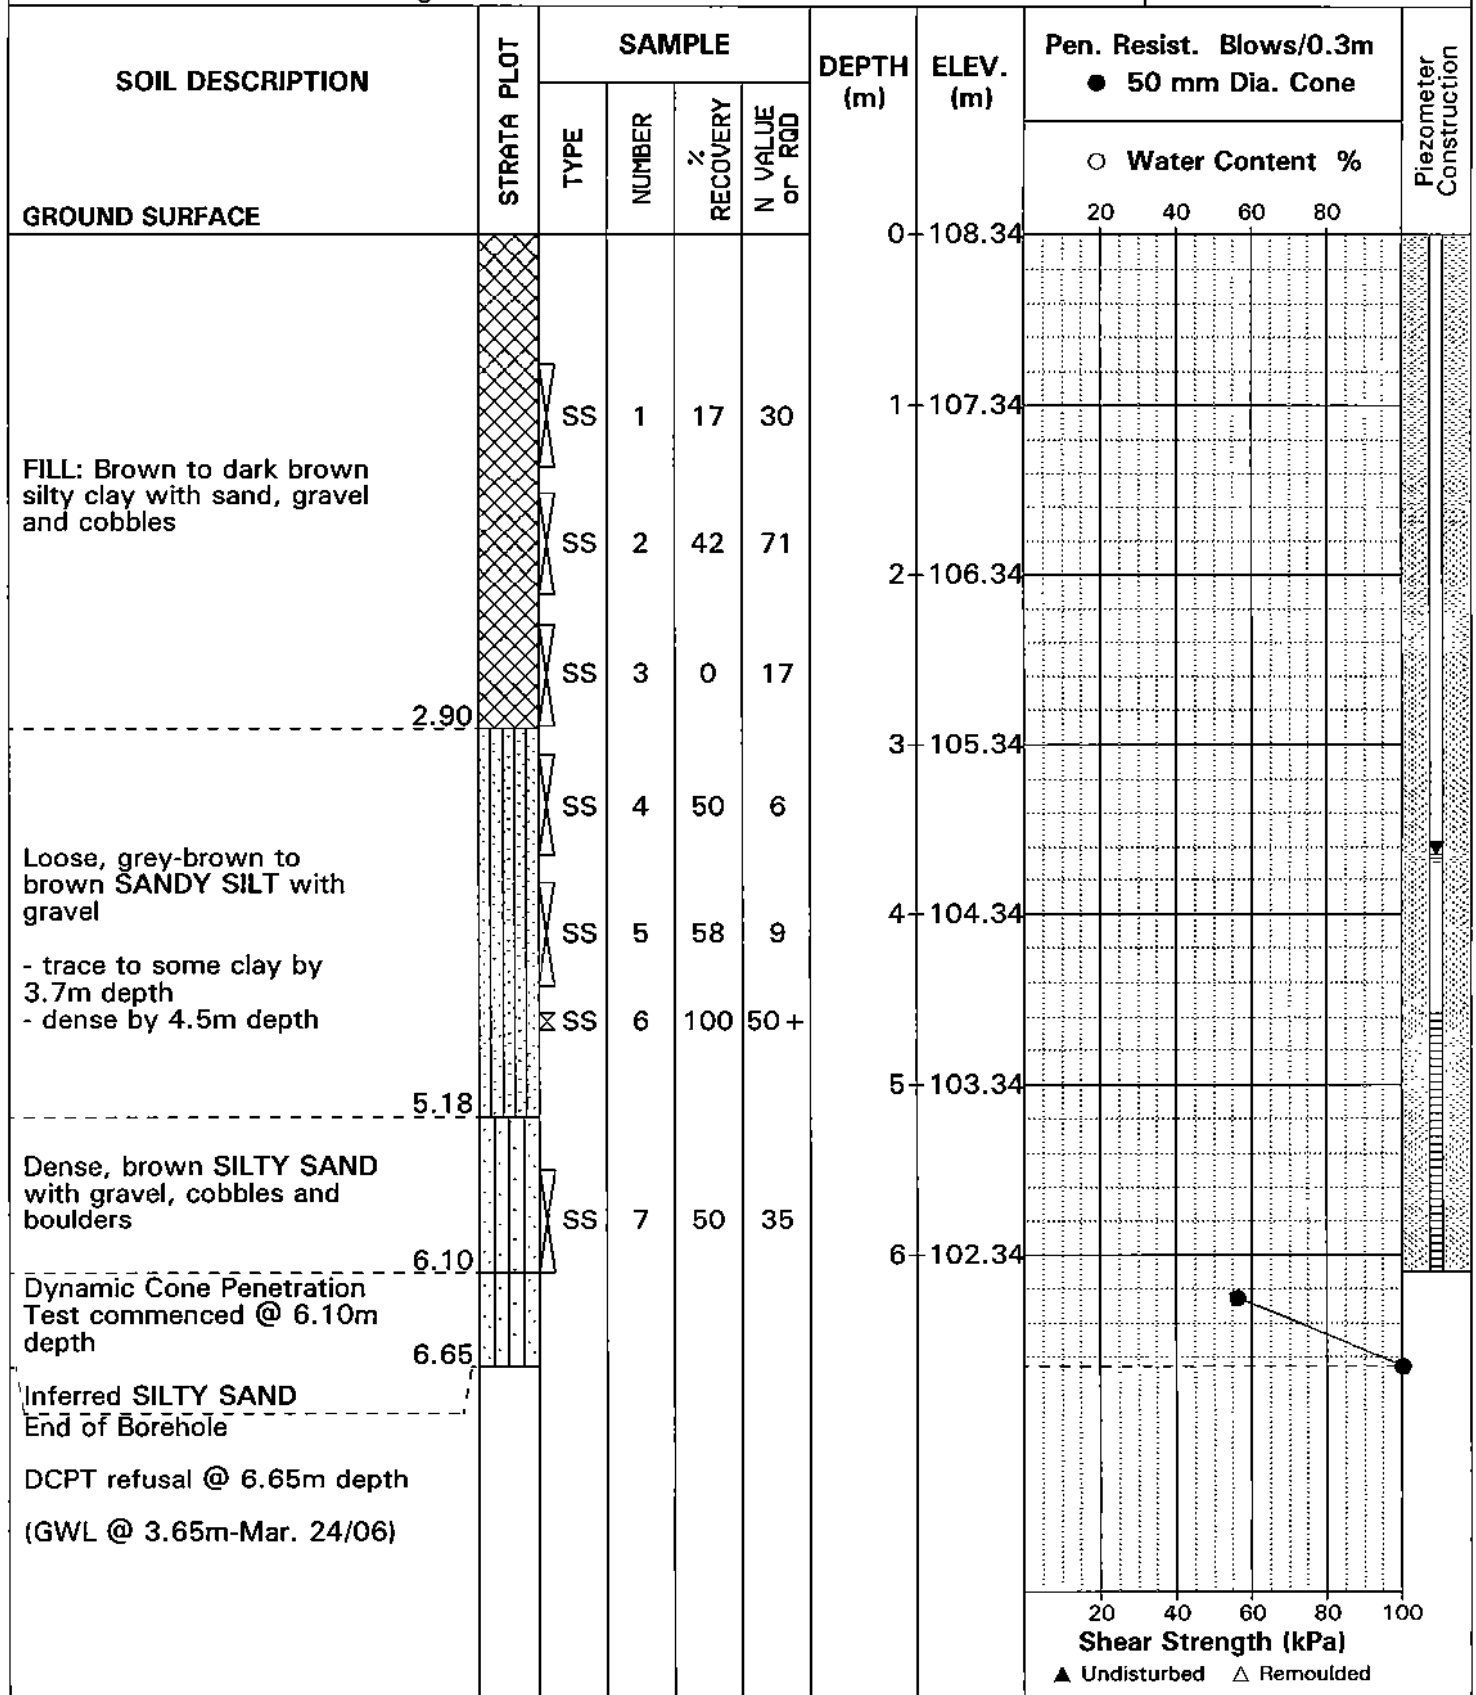 SOIL DESCRIPTION
GROUND SURFACE
STRATA PLOT
SAMPLE
TYPE
NUMBER
%
RECOVERY
N VALUE
or RQD
DEPTH
(m)
ELEV.
(m)
Pen. Resist. Blows/0.3m
● 50 mm Dia. Cone
○ Water Content %
20 40 60 80
Piezometer
Construction
0 108.34
SS 1 17 30
1 107.34
FILL: Brown to dark brown
silty clay with sand, gravel
and cobbles
SS 2 42 71
2 106.34
SS 3 0 17
2.90
3 105.34
SS 4 50 6
Loose, grey-brown to
brown SANDY SILT with
gravel
4 104.34
SS 5 58 9
- trace to some clay by
3.7m depth
- dense by 4.5m depth
SS 6 100 50+
5 103.34
5.18
Dense, brown SILTY SAND
with gravel, cobbles and
boulders
SS 7 50 35
6 102.34
6.10
Dynamic Cone Penetration
Test commenced @ 6.10m
depth
6.65
Inferred SILTY SAND
End of Borehole
DCPT refusal @ 6.65m depth
(GWL @ 3.65m-Mar. 24/06)
20 40 60 80 100
Shear Strength (kPa)
▲ Undisturbed △ Remoulded